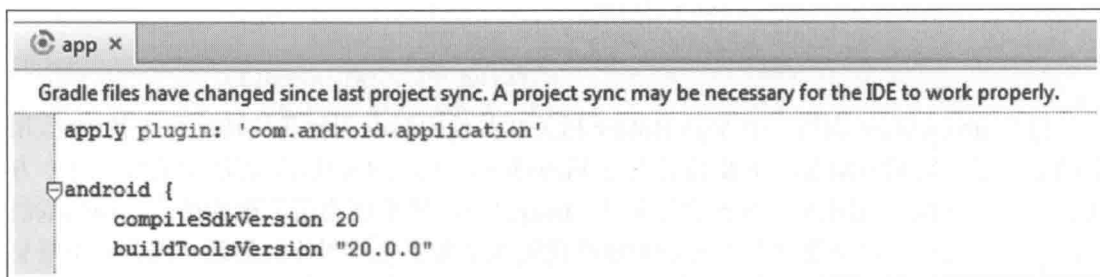 app ×
Gradle files have changed since last project sync. A project sync may be necessary for the IDE to work properly.
apply plugin: 'com.android.application'
android {
compileSdkVersion 20
buildToolsVersion "20.0.0"